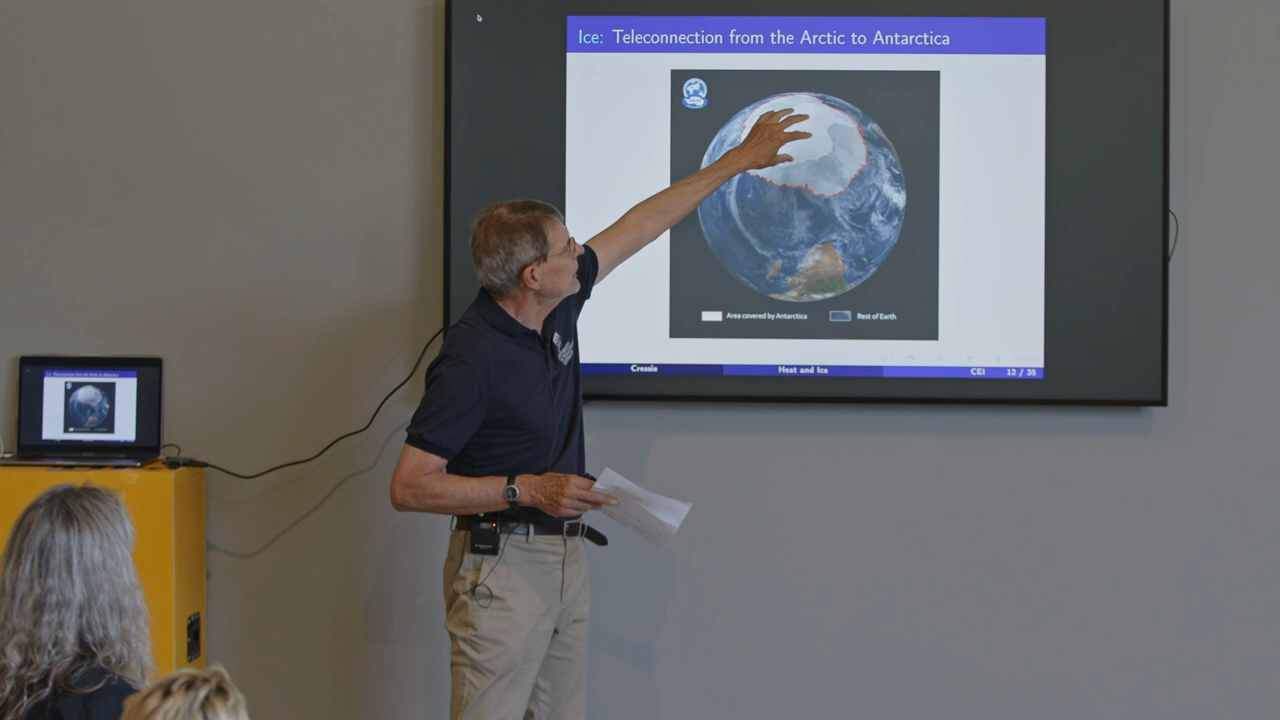 Ice: Teleconnection from the Arctic to Antarctica
Area covered by Antarctica Rest of Earth
Cressie Heat and Ice CEI 12 / 35